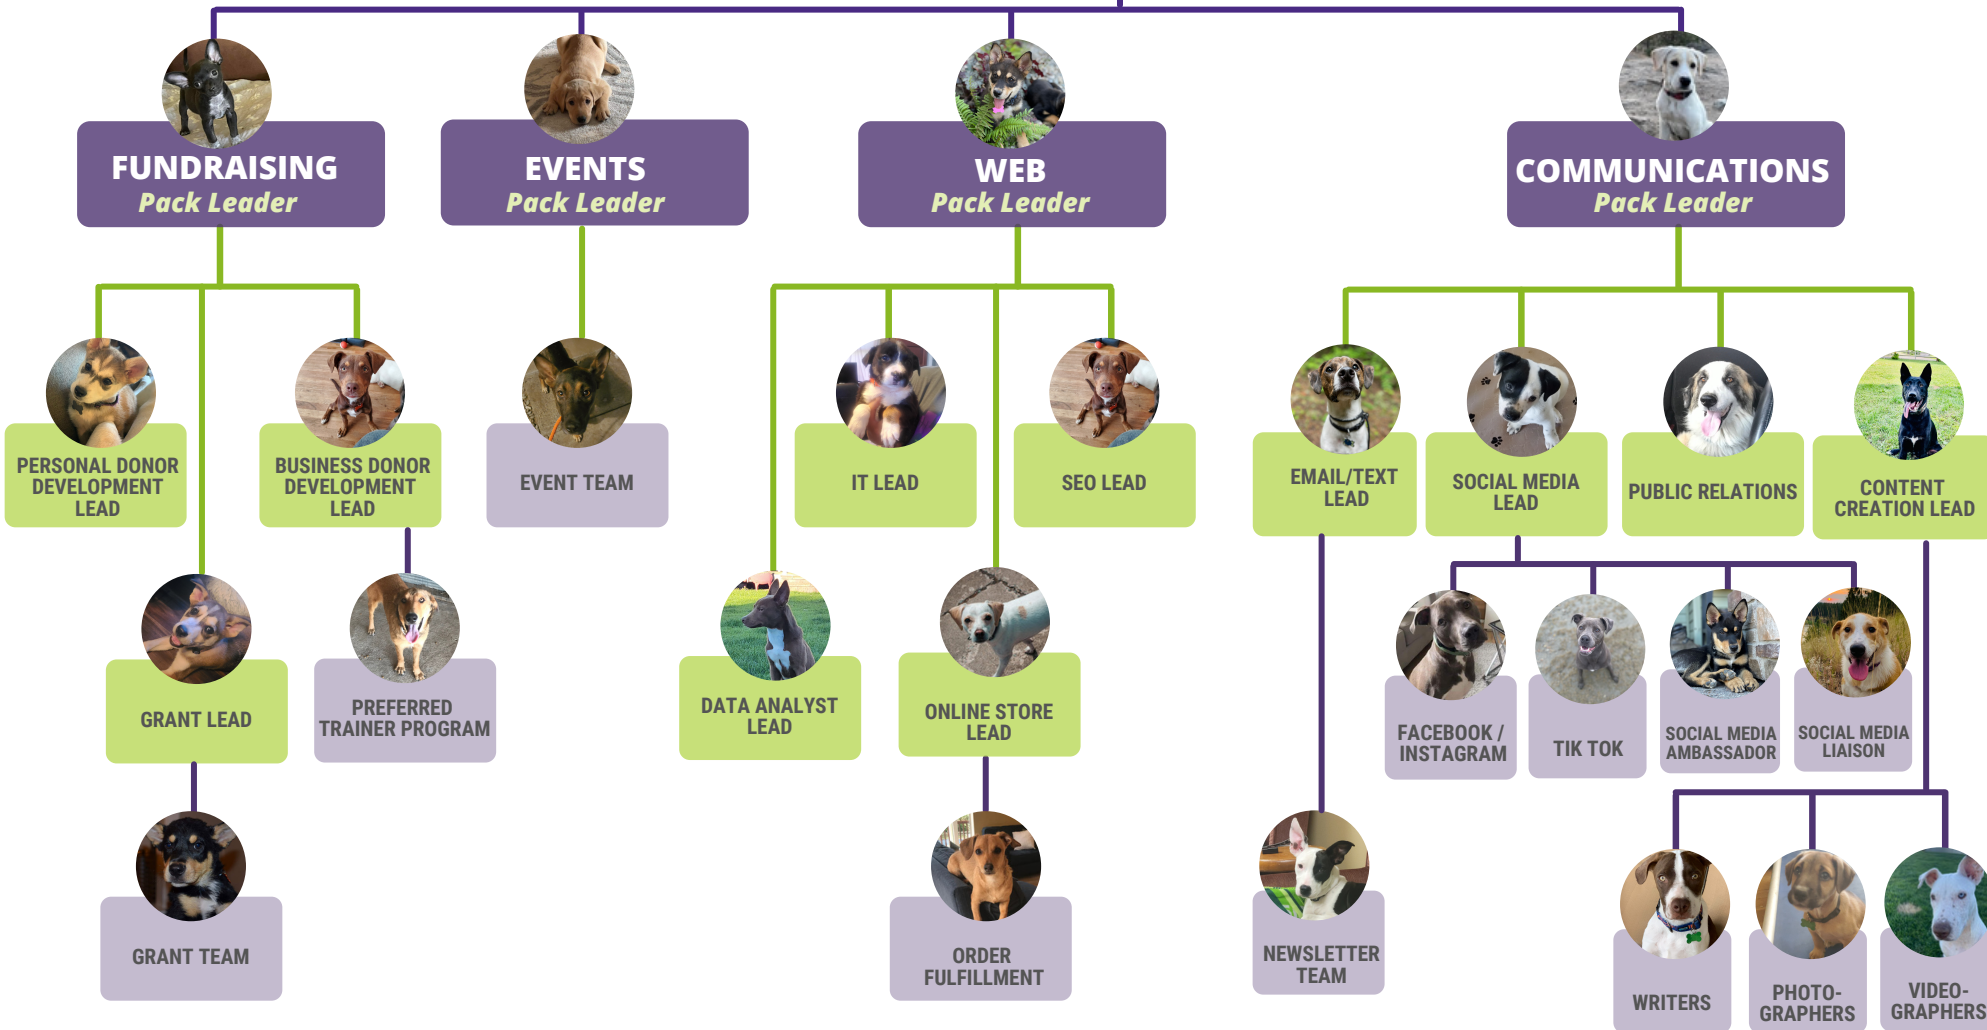 FUNDRAISING
Pack Leader
EVENTS
Pack Leader
WEB
Pack Leader
COMMUNICATIONS
Pack Leader
PERSONAL DONOR
DEVELOPMENT
LEAD
BUSINESS DONOR
DEVELOPMENT
LEAD
EVENT TEAM
IT LEAD
SEO LEAD
EMAIL/TEXT
LEAD
SOCIAL MEDIA
LEAD
PUBLIC RELATIONS
CONTENT
CREATION LEAD
GRANT LEAD
PREFERRED
TRAINER PROGRAM
DATA ANALYST
LEAD
ONLINE STORE
LEAD
FACEBOOK /
INSTAGRAM
TIK TOK
SOCIAL MEDIA
AMBASSADOR
SOCIAL MEDIA
LIAISON
GRANT TEAM
ORDER
FULFILLMENT
NEWSLETTER
TEAM
WRITERS
PHOTO-
GRAPHERS
VIDEO-
GRAPHERS